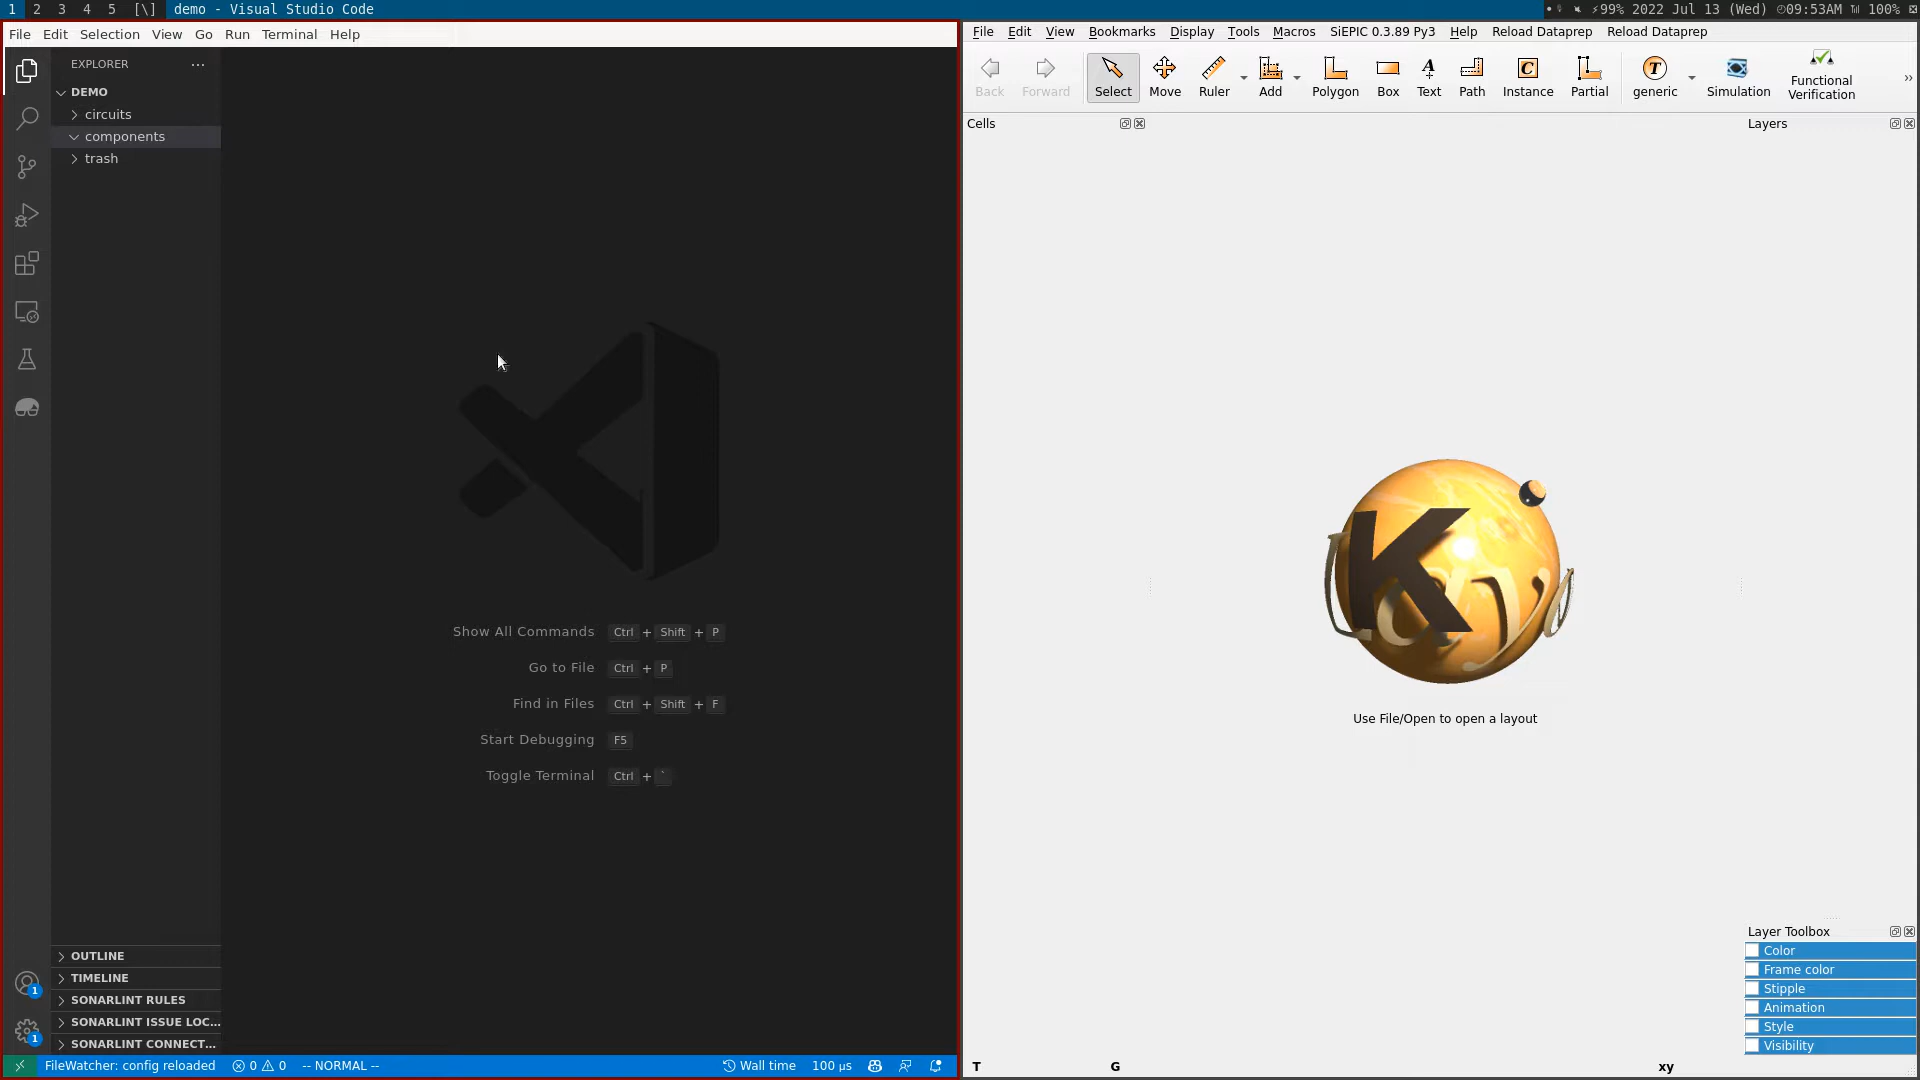 1 2 3 4 5 [\] demo - Visual Studio Code
99% 2022 Jul 13 (Wed) 09:53AM 100%
File Edit Selection View Go Run Terminal Help
EXPLORER ...
DEMO
circuits
components
trash
Show All Commands Ctrl + Shift + P
Go to File Ctrl + P
Find in Files Ctrl + Shift + F
Start Debugging F5
Toggle Terminal Ctrl + `
OUTLINE
TIMELINE
SONARLINT RULES
SONARLINT ISSUE LOC...
SONARLINT CONNECT...
1
1
FileWatcher: config reloaded 0 0 -- NORMAL -- Wall time 100 µs
File Edit View Bookmarks Display Tools Macros SiEPIC 0.3.89 Py3 Help Reload Dataprep Reload Dataprep
Back Forward Select Move Ruler Add Polygon Box Text Path Instance Partial generic Simulation Functional Verification »
Cells
Layers
K
Layo
Use File/Open to open a layout
Layer Toolbox
Color
Frame color
Stipple
Animation
Style
Visibility
T G xy